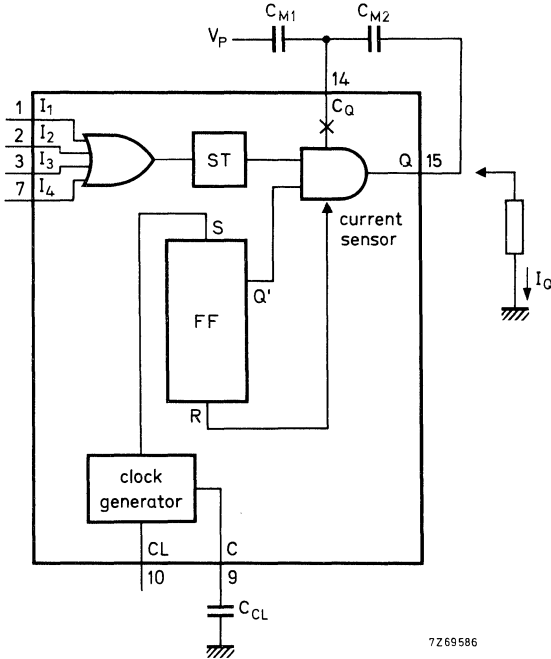 C_M1 C_M2
V_P
14
C_Q
1 I_1
2 I_2
3 I_3
7 I_4
ST
Q 15
current
sensor
S
Q'
FF
R
I_Q
clock
generator
CL C
10 9
C_CL
7Z69586